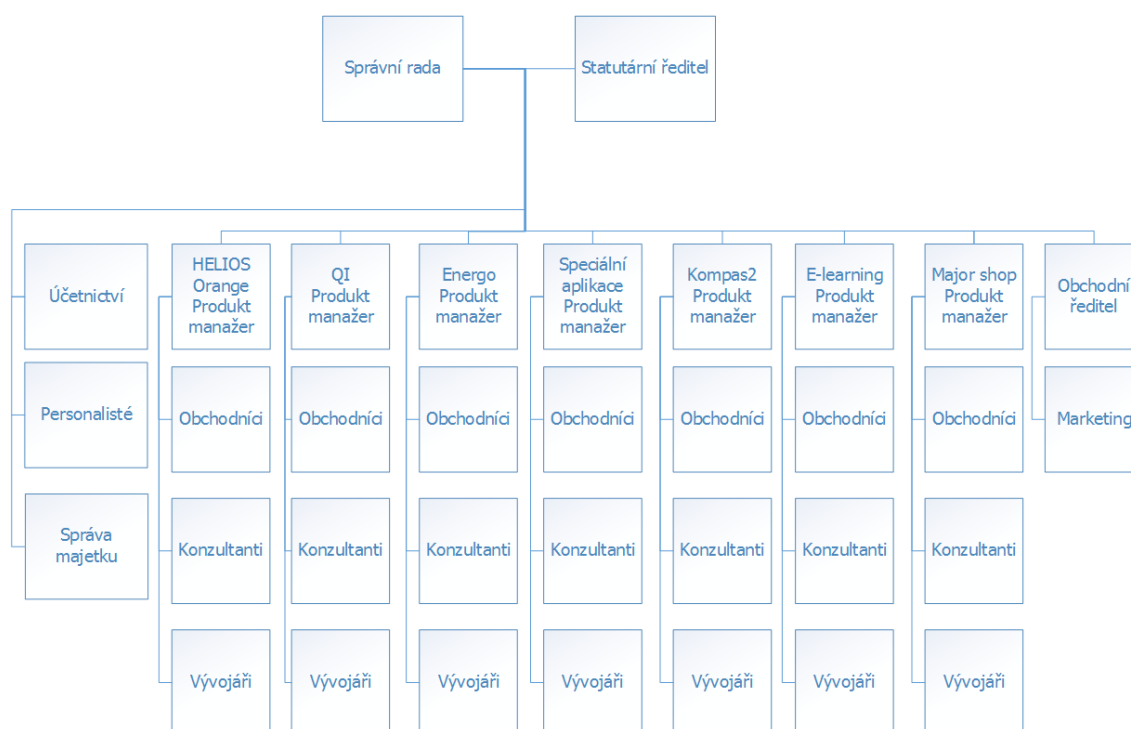 Správní rada
Statutární ředitel
Účetnictví
HELIOS
Orange
Produkt
manažer
QI
Produkt
manažer
Energo
Produkt
manažer
Speciální
aplikace
Produkt
manažer
Kompas2
Produkt
manažer
E-learning
Produkt
manažer
Major shop
Produkt
manažer
Obchodní
ředitel
Personalisté
Obchodníci
Obchodníci
Obchodníci
Obchodníci
Obchodníci
Obchodníci
Obchodníci
Marketing
Správa
majetku
Konzultanti
Konzultanti
Konzultanti
Konzultanti
Konzultanti
Konzultanti
Konzultanti
Vývojáři
Vývojáři
Vývojáři
Vývojáři
Vývojáři
Vývojáři
Vývojáři